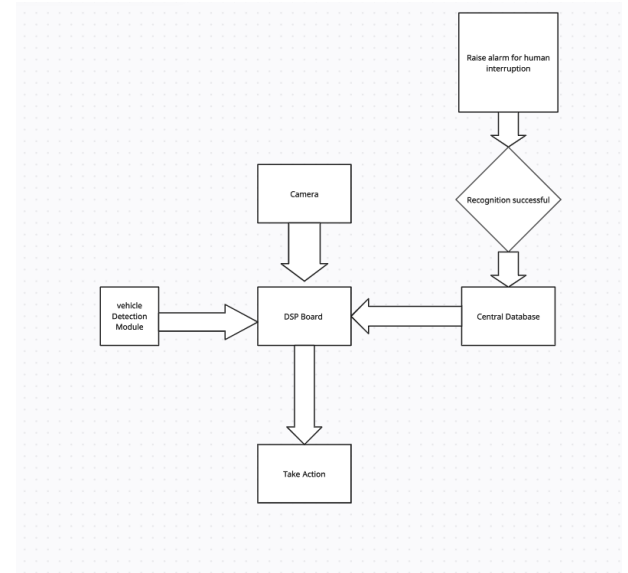 Raise alarm for human
interruption
Recognition successful
Camera
vehicle
Detection
Module
DSP Board
Central Database
Take Action